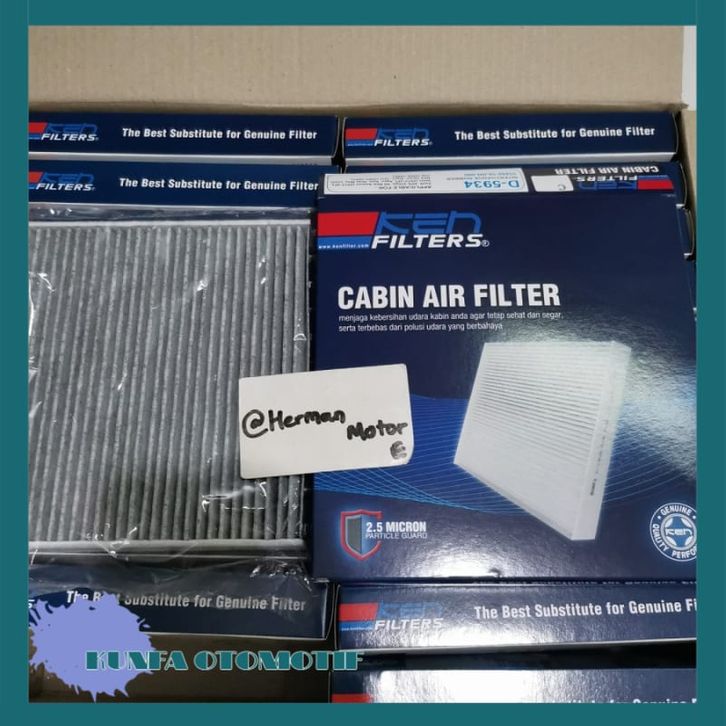 KEN
FILTERS
The Best Substitute for Genuine Filter
KEN
FILTERS
The Best Substitute for Genuine Filter
KEN
FILTERS
The Best Substitute for Genuine Filter
D-5934
C
CABIN AIR FILTER
KEN
FILTERS
KEN
www.kenfilter.com
FILTERS®
CABIN AIR FILTER
menjaga kebersihan udara kabin anda agar tetap sehat dan segar,
serta terbebas dari polusi udara yang berbahaya
@Herman
Motor
E
2.5 MICRON
PARTICLE GUARD
GENUINE
KEN
QUALITY PERFO
The Best Substitute for Genuine Filter
KEN
FILTERS
The Best Substitute for Genuine Fi
KUNFA OTOMOTIF